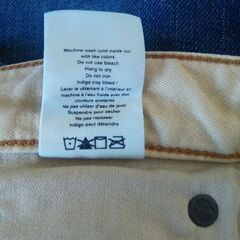 Machine wash cold inside out
with like colors
Do not use bleach
Hang to dry
Do not iron
Indigo may bleed /
Laver le vêtement à l'intérieur en
machine à l'eau froide avec
des couleurs similaires
Ne pas utiliser d'eau de javel
Suspendre pour sécher
Ne pas repasser
Indigo peut déteindre